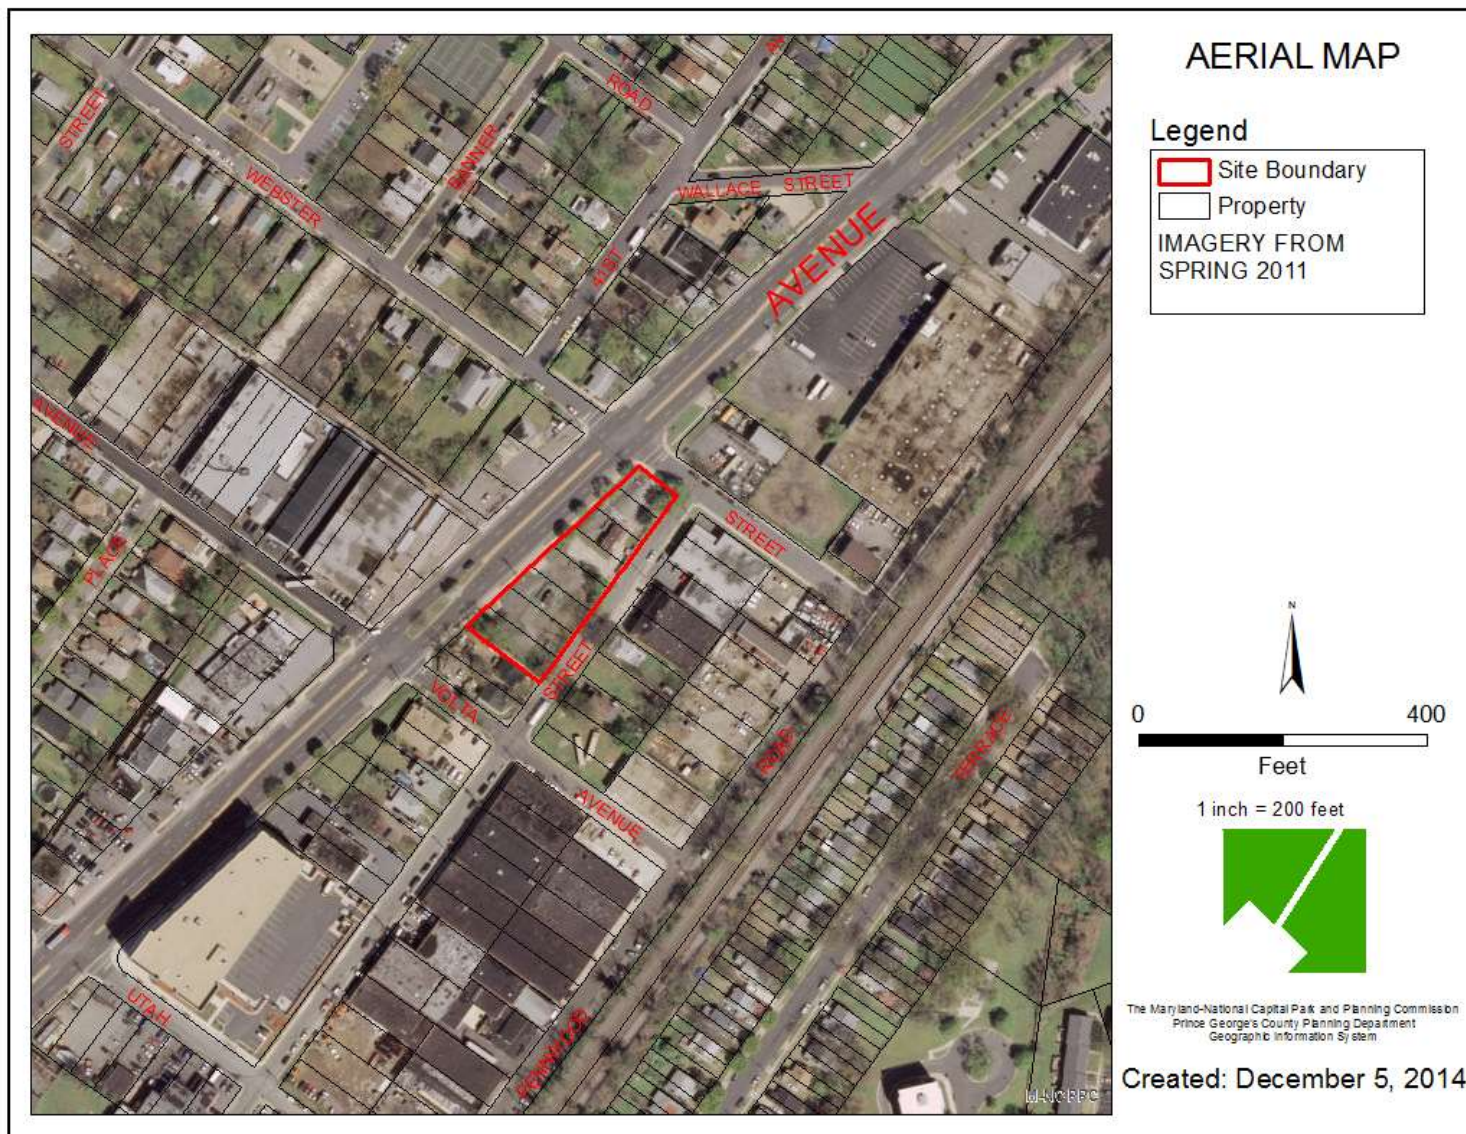 AERIAL MAP
Legend
Site Boundary
Property
IMAGERY FROM
SPRING 2011
N
0 400
Feet
1 inch = 200 feet
The Maryland-National Capital Park and Planning Commission
Prince George's County Planning Department
Geographic Information System
Created: December 5, 2014
STREET
WEBSTER
BANNER
ROAD
AV
WALLACE STREET
41ST
AVENUE
AVENUE
PLACE
STREET
STREET
VOLTA
AVENUE
ROAD
TERRACE
UTAH
M-NCPPC